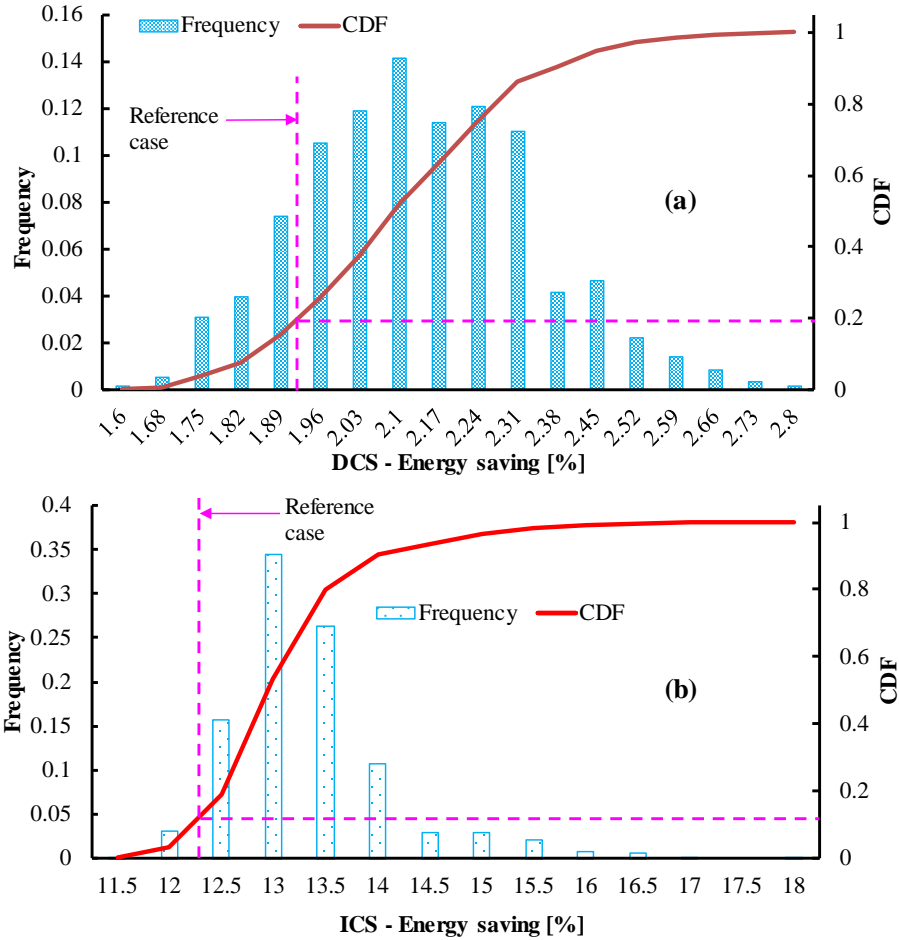 Frequency CDF
0.16
0.14
0.12
0.1
0.08
0.06
0.04
0.02
0
Frequency
Reference
case
(a)
1
0.8
0.6
0.4
0.2
0
CDF
1.6 1.68 1.75 1.82 1.89 1.96 2.03 2.1 2.17 2.24 2.31 2.38 2.45 2.52 2.59 2.66 2.73 2.8
DCS - Energy saving [%]
0.4
0.35
0.3
0.25
0.2
0.15
0.1
0.05
0
Frequency
Reference
case
Frequency CDF
(b)
1
0.8
0.6
0.4
0.2
0
CDF
11.5 12 12.5 13 13.5 14 14.5 15 15.5 16 16.5 17 17.5 18
ICS - Energy saving [%]